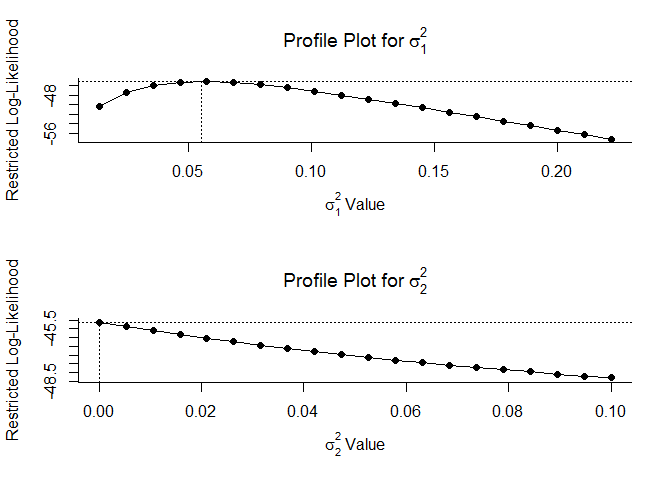 Profile Plot for σ₁²
Restricted Log-Likelihood
-48
-56
0.05 0.10 0.15 0.20
σ₁² Value
Profile Plot for σ₂²
Restricted Log-Likelihood
-45.5
-48.5
0.00 0.02 0.04 0.06 0.08 0.10
σ₂² Value